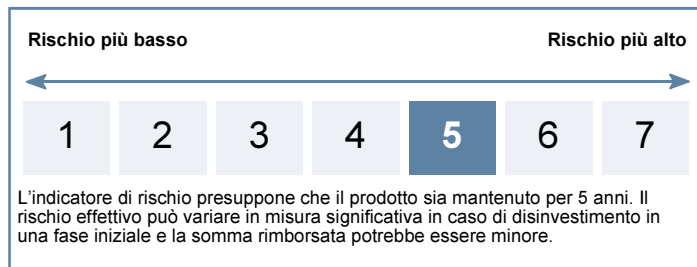 Rischio più basso Rischio più alto
1 2 3 4 5 6 7
L'indicatore di rischio presuppone che il prodotto sia mantenuto per 5 anni. Il
rischio effettivo può variare in misura significativa in caso di disinvestimento in
una fase iniziale e la somma rimborsata potrebbe essere minore.